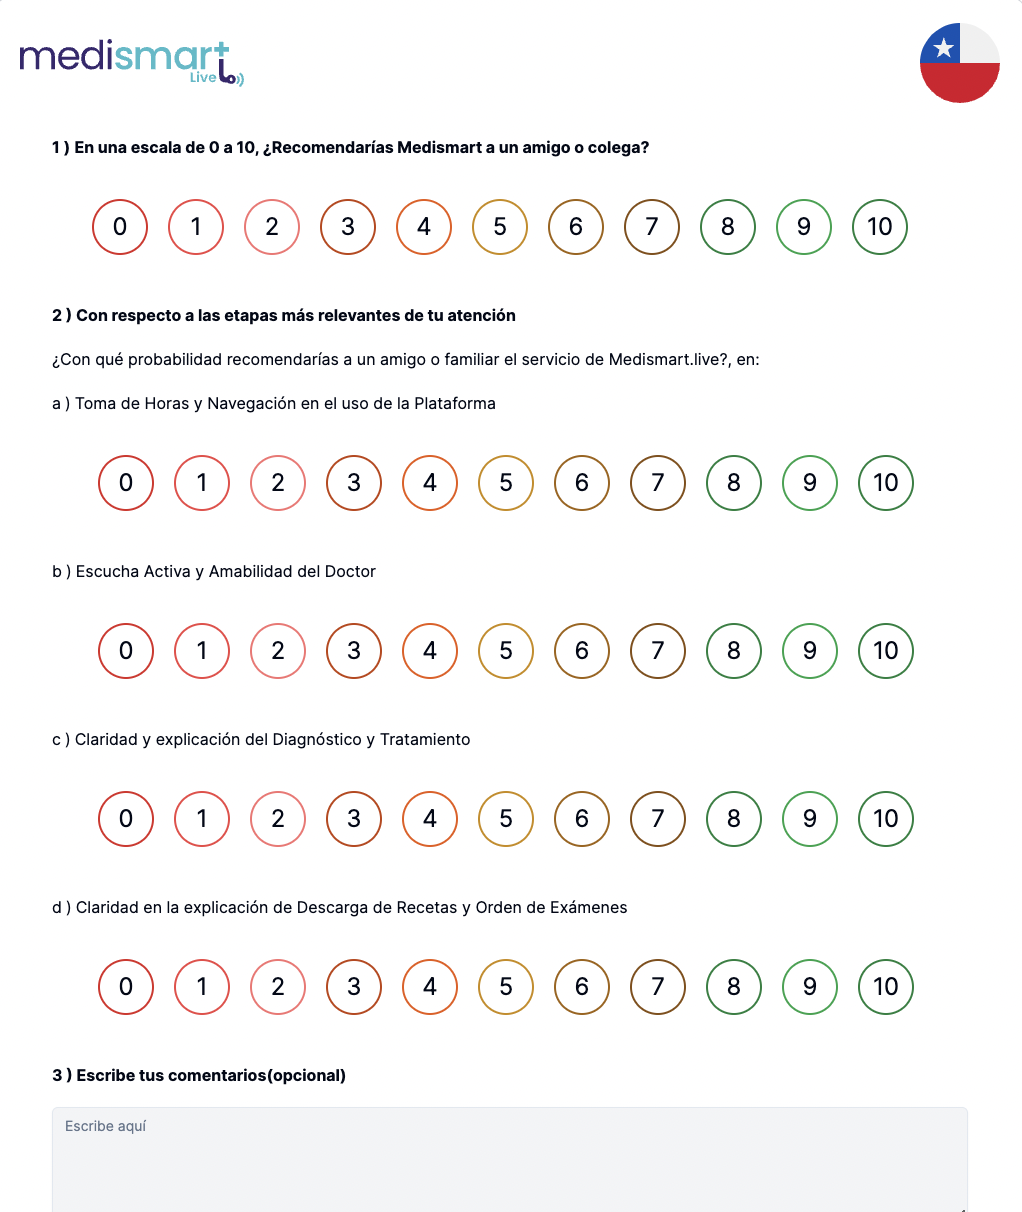 medismart
Live
1 ) En una escala de 0 a 10, ¿Recomendarías Medismart a un amigo o colega?
0 1 2 3 4 5 6 7 8 9 10
2 ) Con respecto a las etapas más relevantes de tu atención
¿Con qué probabilidad recomendarías a un amigo o familiar el servicio de Medismart.live?, en:
a ) Toma de Horas y Navegación en el uso de la Plataforma
0 1 2 3 4 5 6 7 8 9 10
b ) Escucha Activa y Amabilidad del Doctor
0 1 2 3 4 5 6 7 8 9 10
c ) Claridad y explicación del Diagnóstico y Tratamiento
0 1 2 3 4 5 6 7 8 9 10
d ) Claridad en la explicación de Descarga de Recetas y Orden de Exámenes
0 1 2 3 4 5 6 7 8 9 10
3 ) Escribe tus comentarios(opcional)
Escribe aquí